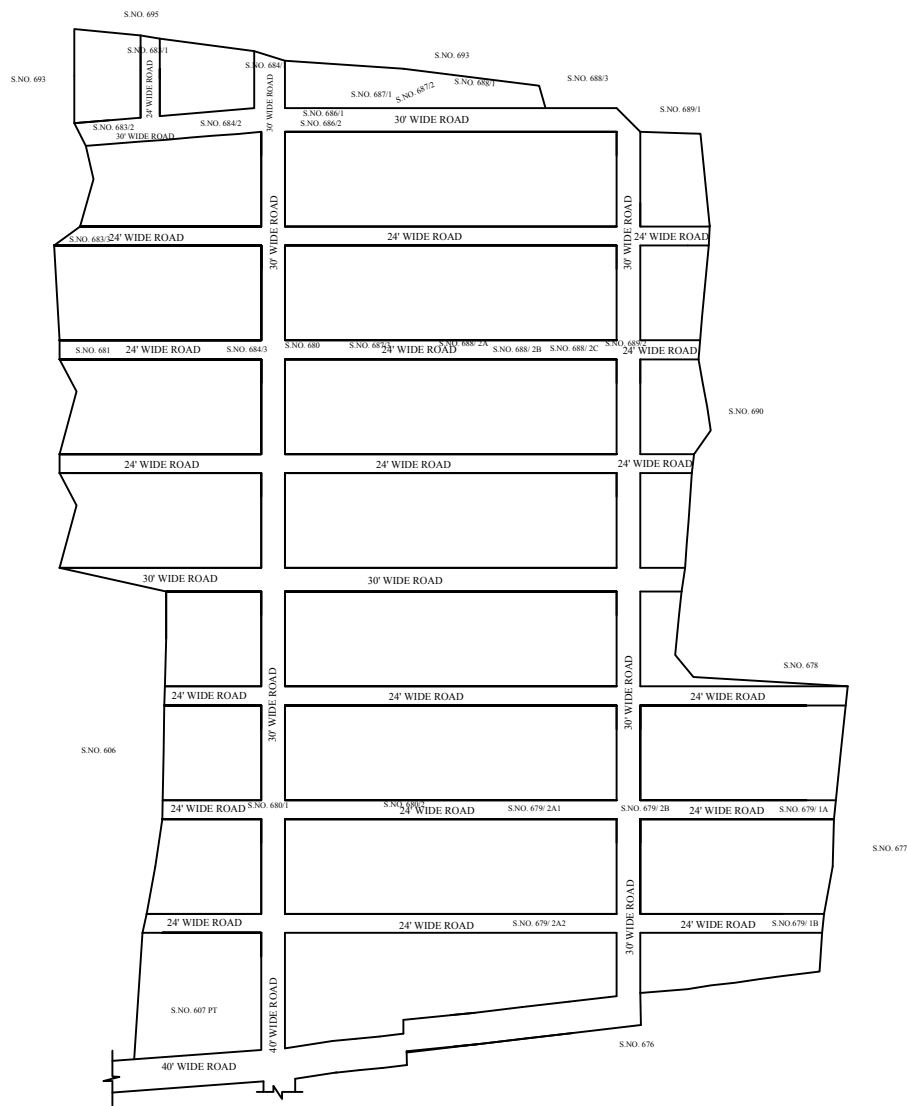 S.NO. 695
S.NO. 693
S.NO. 683/1
24' WIDE ROAD
S.NO. 684/1
30' WIDE ROAD
S.NO. 693
S.NO. 688/3
S.NO. 687/1
S.NO. 687/2
S.NO. 688/1
S.NO. 689/1
S.NO. 683/2
S.NO. 684/2
S.NO. 686/1
S.NO. 686/2
30' WIDE ROAD
30' WIDE ROAD
30' WIDE ROAD
30' WIDE ROAD
S.NO. 683/3
24' WIDE ROAD
24' WIDE ROAD
24' WIDE ROAD
S.NO. 681
24' WIDE ROAD
S.NO. 684/3
S.NO. 680
24' WIDE ROAD
S.NO. 688/ 2A
S.NO. 688/ 2B
S.NO. 688/ 2C
S.NO. 689/2
24' WIDE ROAD
S.NO. 690
24' WIDE ROAD
24' WIDE ROAD
24' WIDE ROAD
30' WIDE ROAD
30' WIDE ROAD
S.NO. 678
30' WIDE ROAD
30' WIDE ROAD
24' WIDE ROAD
24' WIDE ROAD
24' WIDE ROAD
S.NO. 606
24' WIDE ROAD
S.NO. 680/1
S.NO. 680/2
24' WIDE ROAD
S.NO. 679/ 2A1
S.NO. 679/ 2B
24' WIDE ROAD
S.NO. 679/ 1A
S.NO. 677
24' WIDE ROAD
24' WIDE ROAD
S.NO. 679/ 2A2
30' WIDE ROAD
24' WIDE ROAD
S.NO. 679/ 1B
S.NO. 607 PT
40' WIDE ROAD
40' WIDE ROAD
S.NO. 676